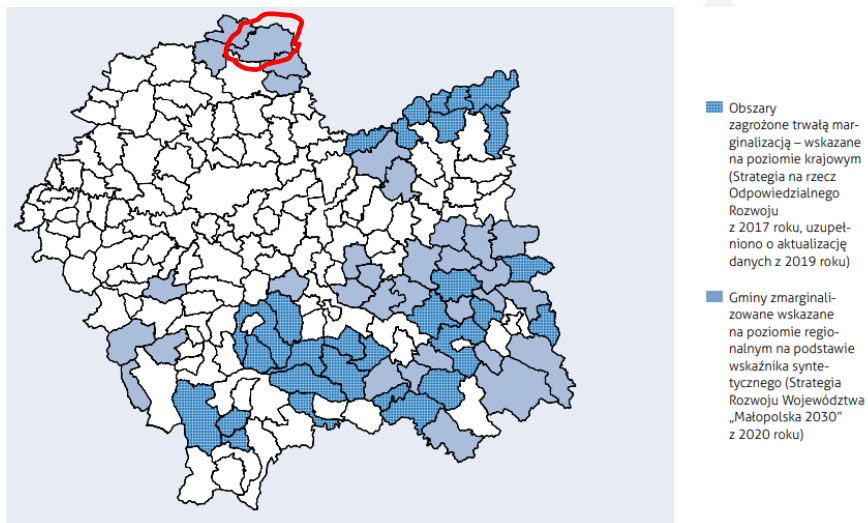 Obszary
zagrożone trwałą mar-
ginalizacją – wskazane
na poziomie krajowym
(Strategia na rzecz
Odpowiedzialnego
Rozwoju
z 2017 roku, uzupeł-
niono o aktualizację
danych z 2019 roku)
Gminy zmarginali-
zowane wskazane
na poziomie regio-
nalnym na podstawie
wskaźnika synte-
tycznego (Strategia
Rozwoju Województwa
„Małopolska 2030”
z 2020 roku)